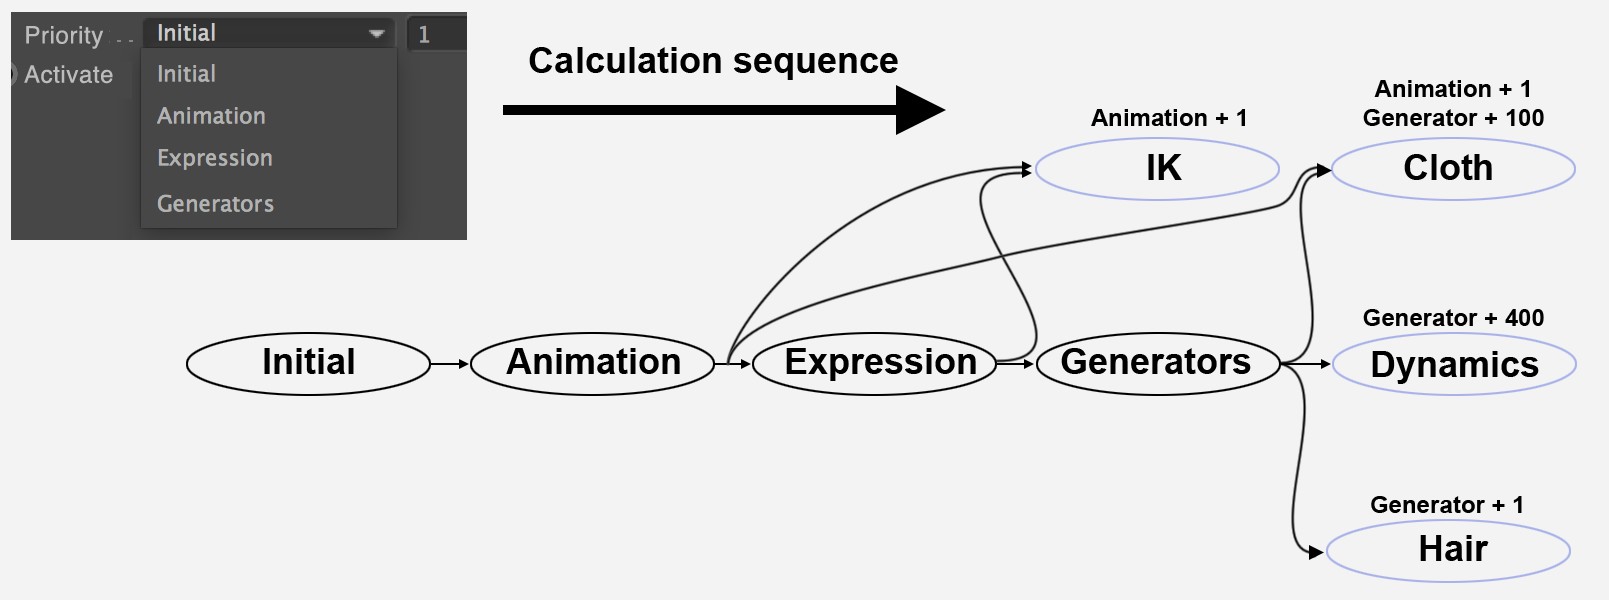 Priority . . Initial 1
Activate
Initial
Animation
Expression
Generators
Calculation sequence
Animation + 1
IK
Animation + 1
Generator + 100
Cloth
Initial
Animation
Expression
Generators
Generator + 400
Dynamics
Generator + 1
Hair